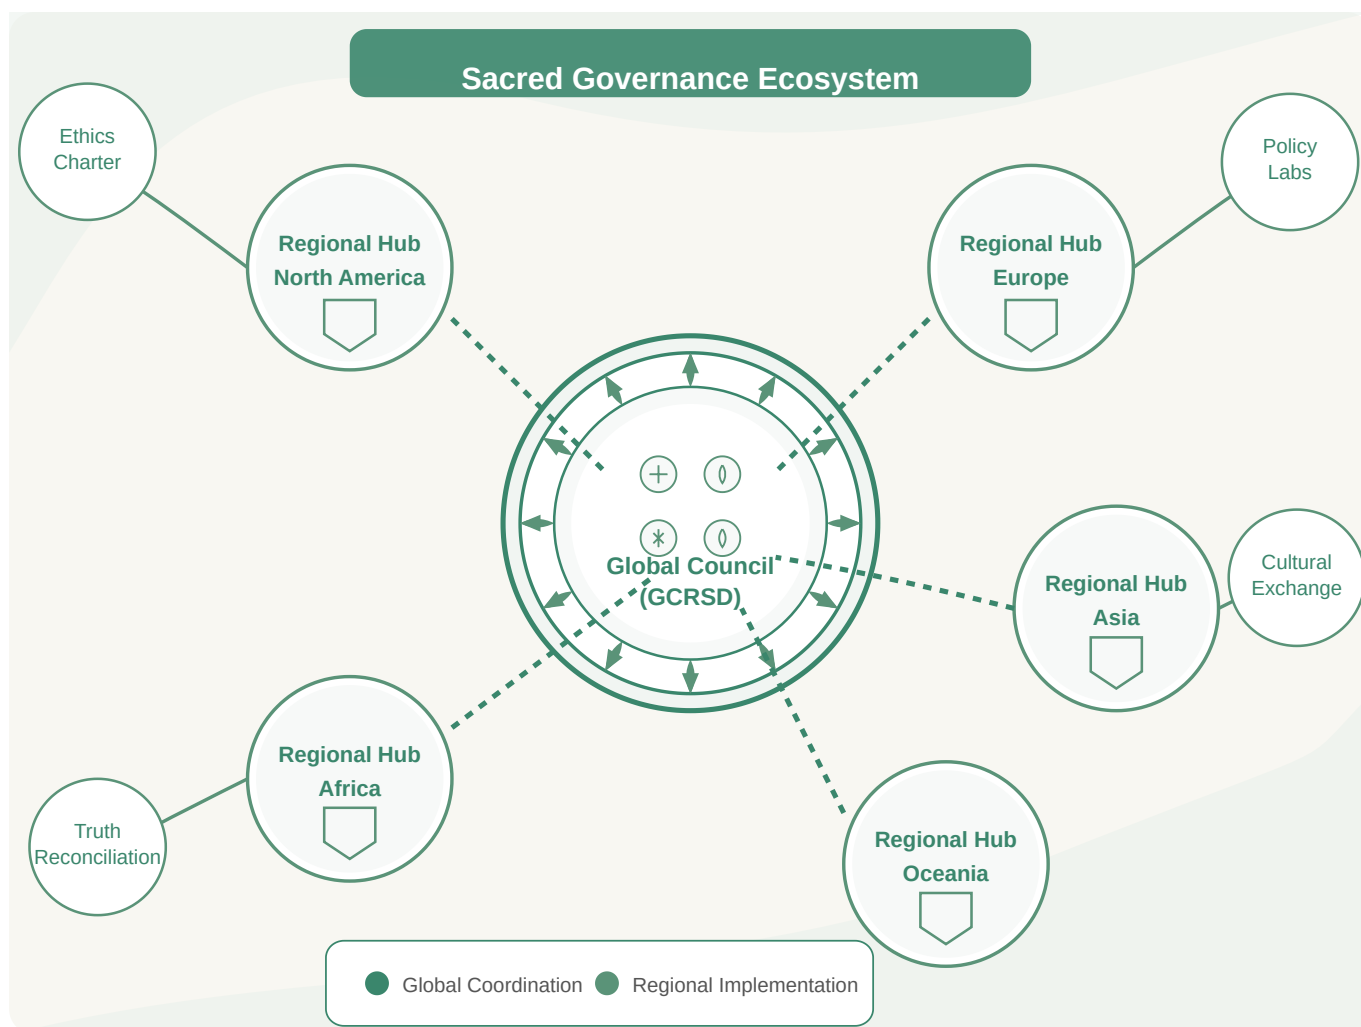 Sacred Governance Ecosystem
Ethics
Charter
Policy
Labs
Regional Hub
North America
Regional Hub
Europe
Global Council
(GCRSD)
Regional Hub
Asia
Cultural
Exchange
Regional Hub
Africa
Truth
Reconciliation
Regional Hub
Oceania
Global Coordination
Regional Implementation